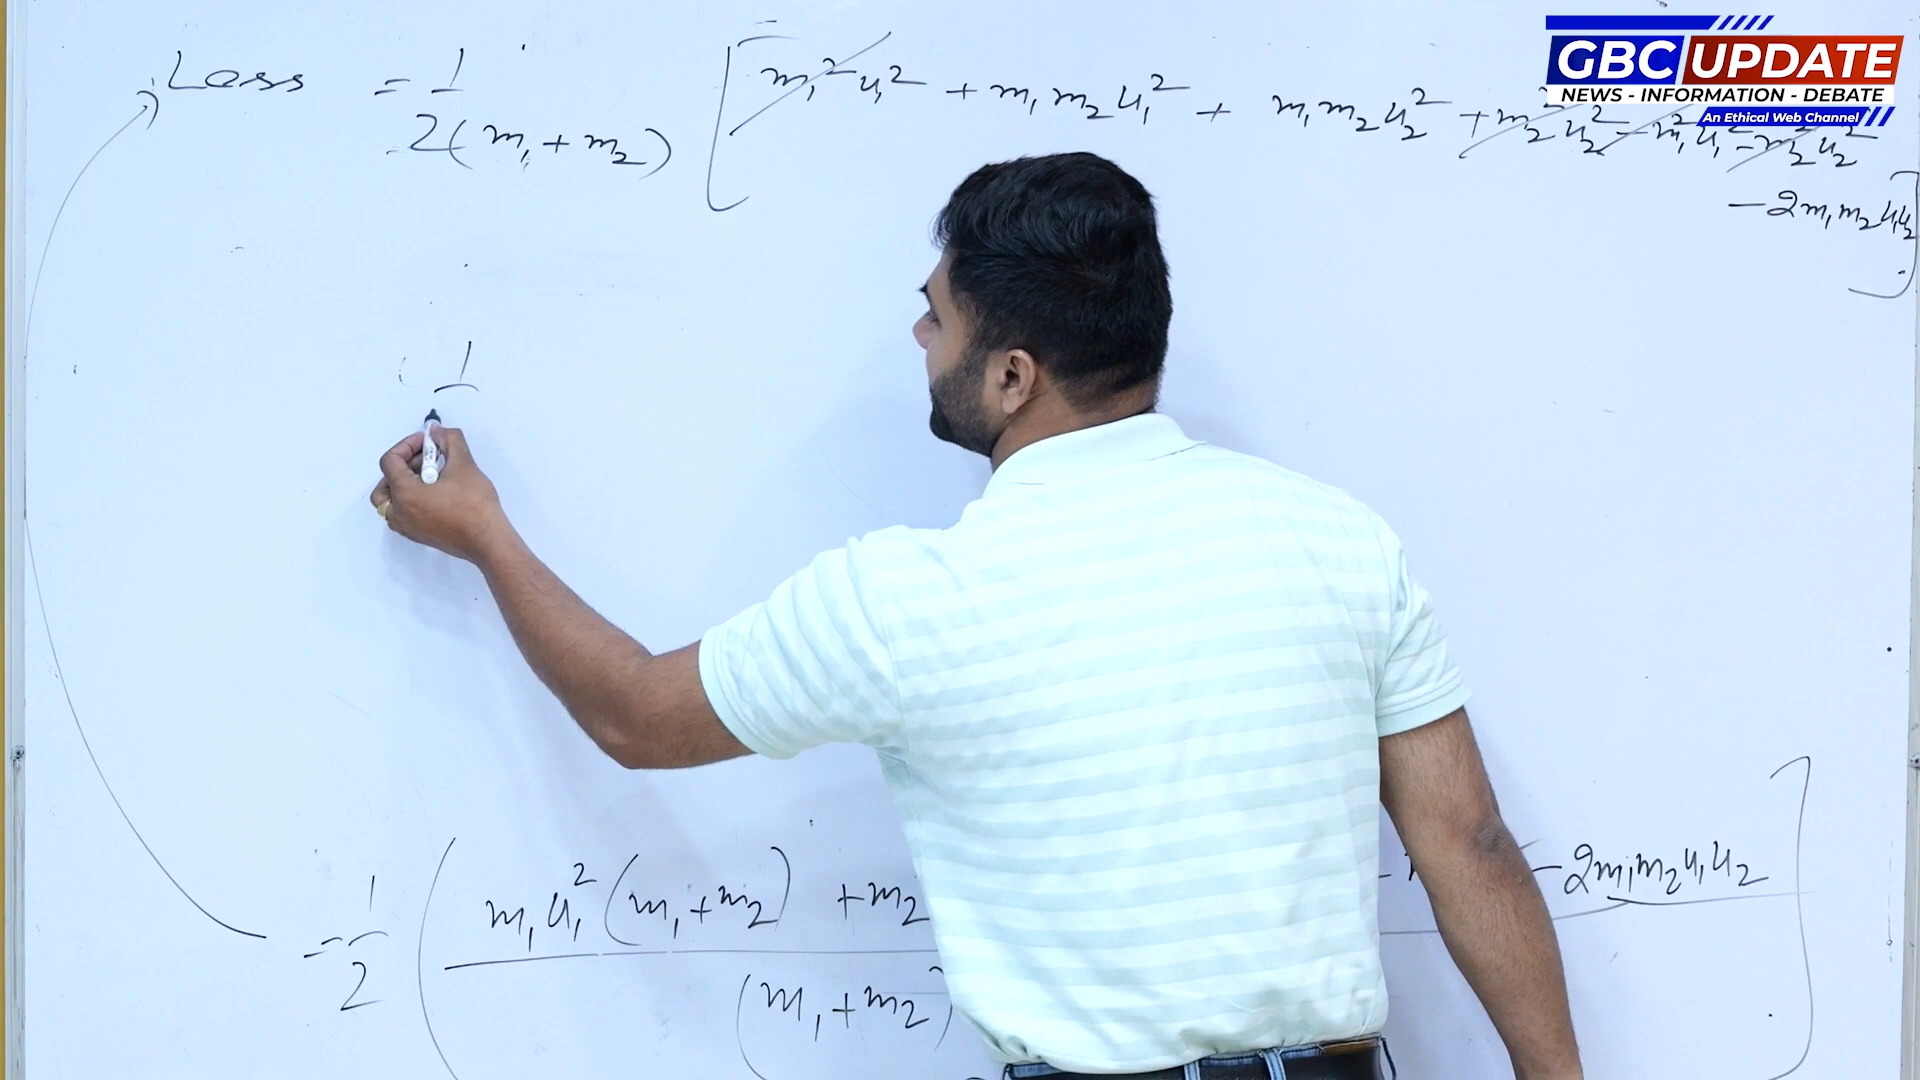 GBC UPDATE
NEWS - INFORMATION - DEBATE
An Ethical Web Channel
Loss = 1/2(m₁ + m₂) [m₁²u₁² + m₁m₂u₁² + m₁m₂u₂² + m₂²u₂² - m₁²u₁² - m₂²u₂²
- 2m₁m₂u₁u₂]
1
= 1/2 (m₁u₁²(m₁+m₂) + m₂ - 2m₁m₂u₁u₂]
(m₁ + m₂)